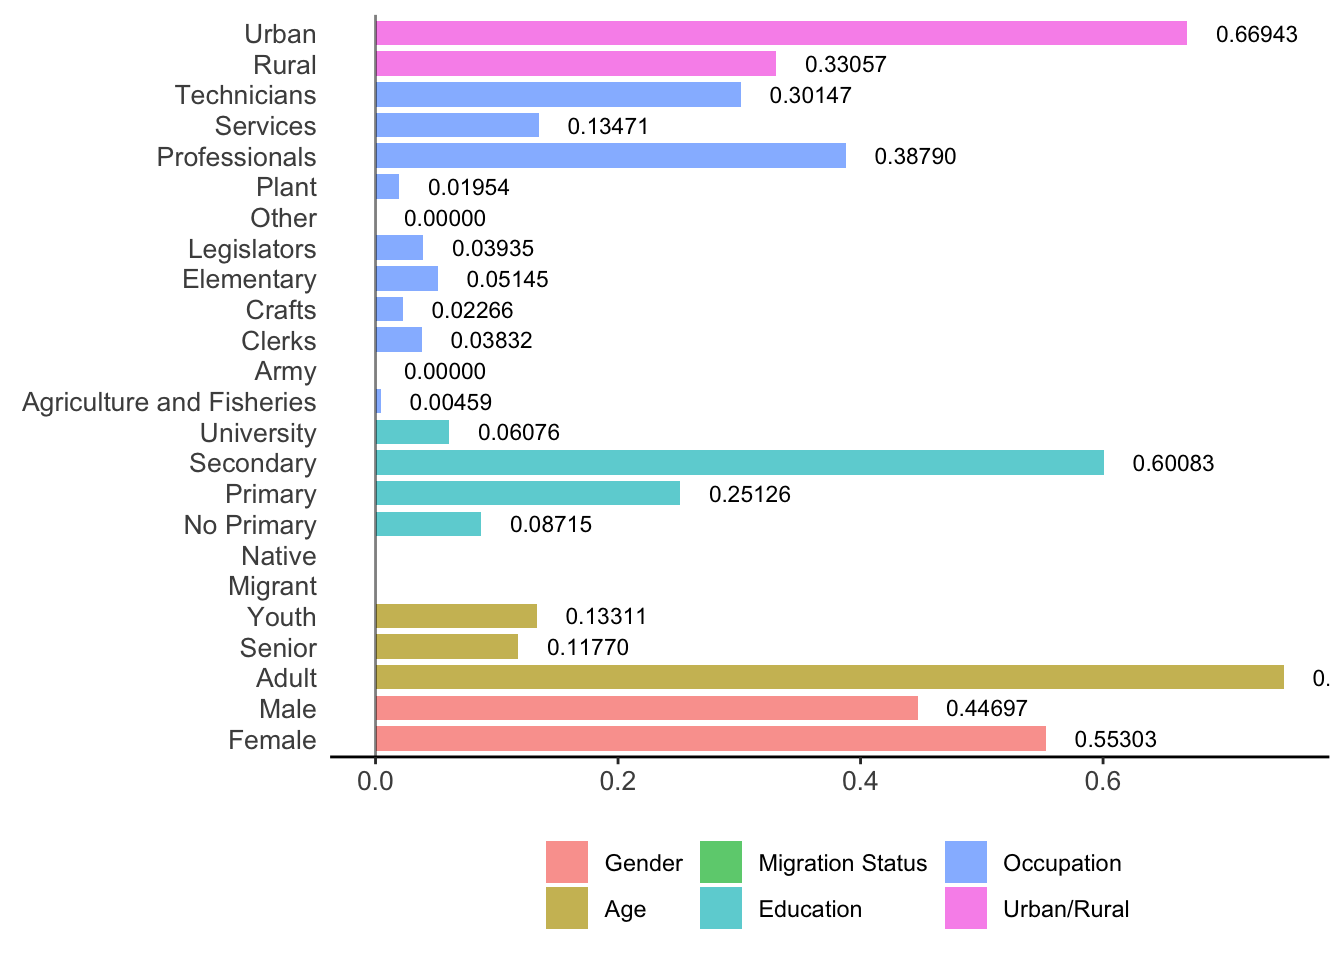 Urban 0.66943
Rural 0.33057
Technicians 0.30147
Services 0.13471
Professionals 0.38790
Plant 0.01954
Other 0.00000
Legislators 0.03935
Elementary 0.05145
Crafts 0.02266
Clerks 0.03832
Army 0.00000
Agriculture and Fisheries 0.00459
University 0.06076
Secondary 0.60083
Primary 0.25126
No Primary 0.08715
Native
Migrant
Youth 0.13311
Senior 0.11770
Adult 0.
Male 0.44697
Female 0.55303
0.0 0.2 0.4 0.6
Gender Migration Status Occupation
Age Education Urban/Rural